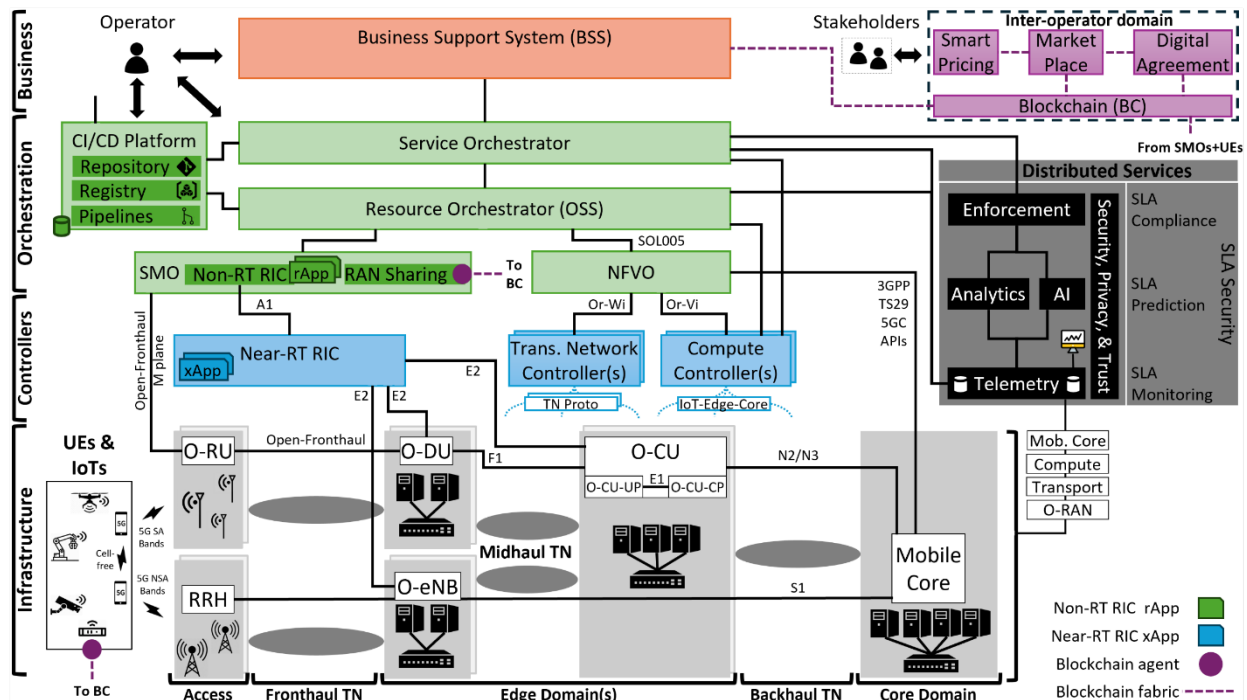 Operator
Business Support System (BSS)
Stakeholders
Inter-operator domain
Smart
Pricing
Market
Place
Digital
Agreement
Blockchain (BC)
From SMOs+UEs
Business
Orchestration
Controllers
Infrastructure
CI/CD Platform
Repository
Registry
Pipelines
Service Orchestrator
Resource Orchestrator (OSS)
SOL005
SMO
Non-RT RIC
rApp
RAN Sharing
To
BC
NFVO
Distributed Services
Enforcement
Analytics
AI
Telemetry
Security, Privacy, & Trust
SLA
Compliance
SLA
Prediction
SLA
Monitoring
SLA Security
A1
Or-Wi
Or-Vi
3GPP
TS29
5GC
APIs
Open-Fronthaul
M plane
Near-RT RIC
xApp
E2
E2
E2
Trans. Network
Controller(s)
TN Proto
Compute
Controller(s)
IoT-Edge-Core
UEs &
IoTs
5G
Cell-
free
5G
5G SA
Bands
5G NSA
Bands
To BC
O-RU
Open-Fronthaul
O-DU
F1
O-CU
O-CU-UP
E1
O-CU-CP
N2/N3
Midhaul TN
Mobile
Core
RRH
O-eNB
S1
Mob. Core
Compute
Transport
O-RAN
Access
Fronthaul TN
Edge Domain(s)
Backhaul TN
Core Domain
Non-RT RIC rApp
Near-RT RIC xApp
Blockchain agent
Blockchain fabric